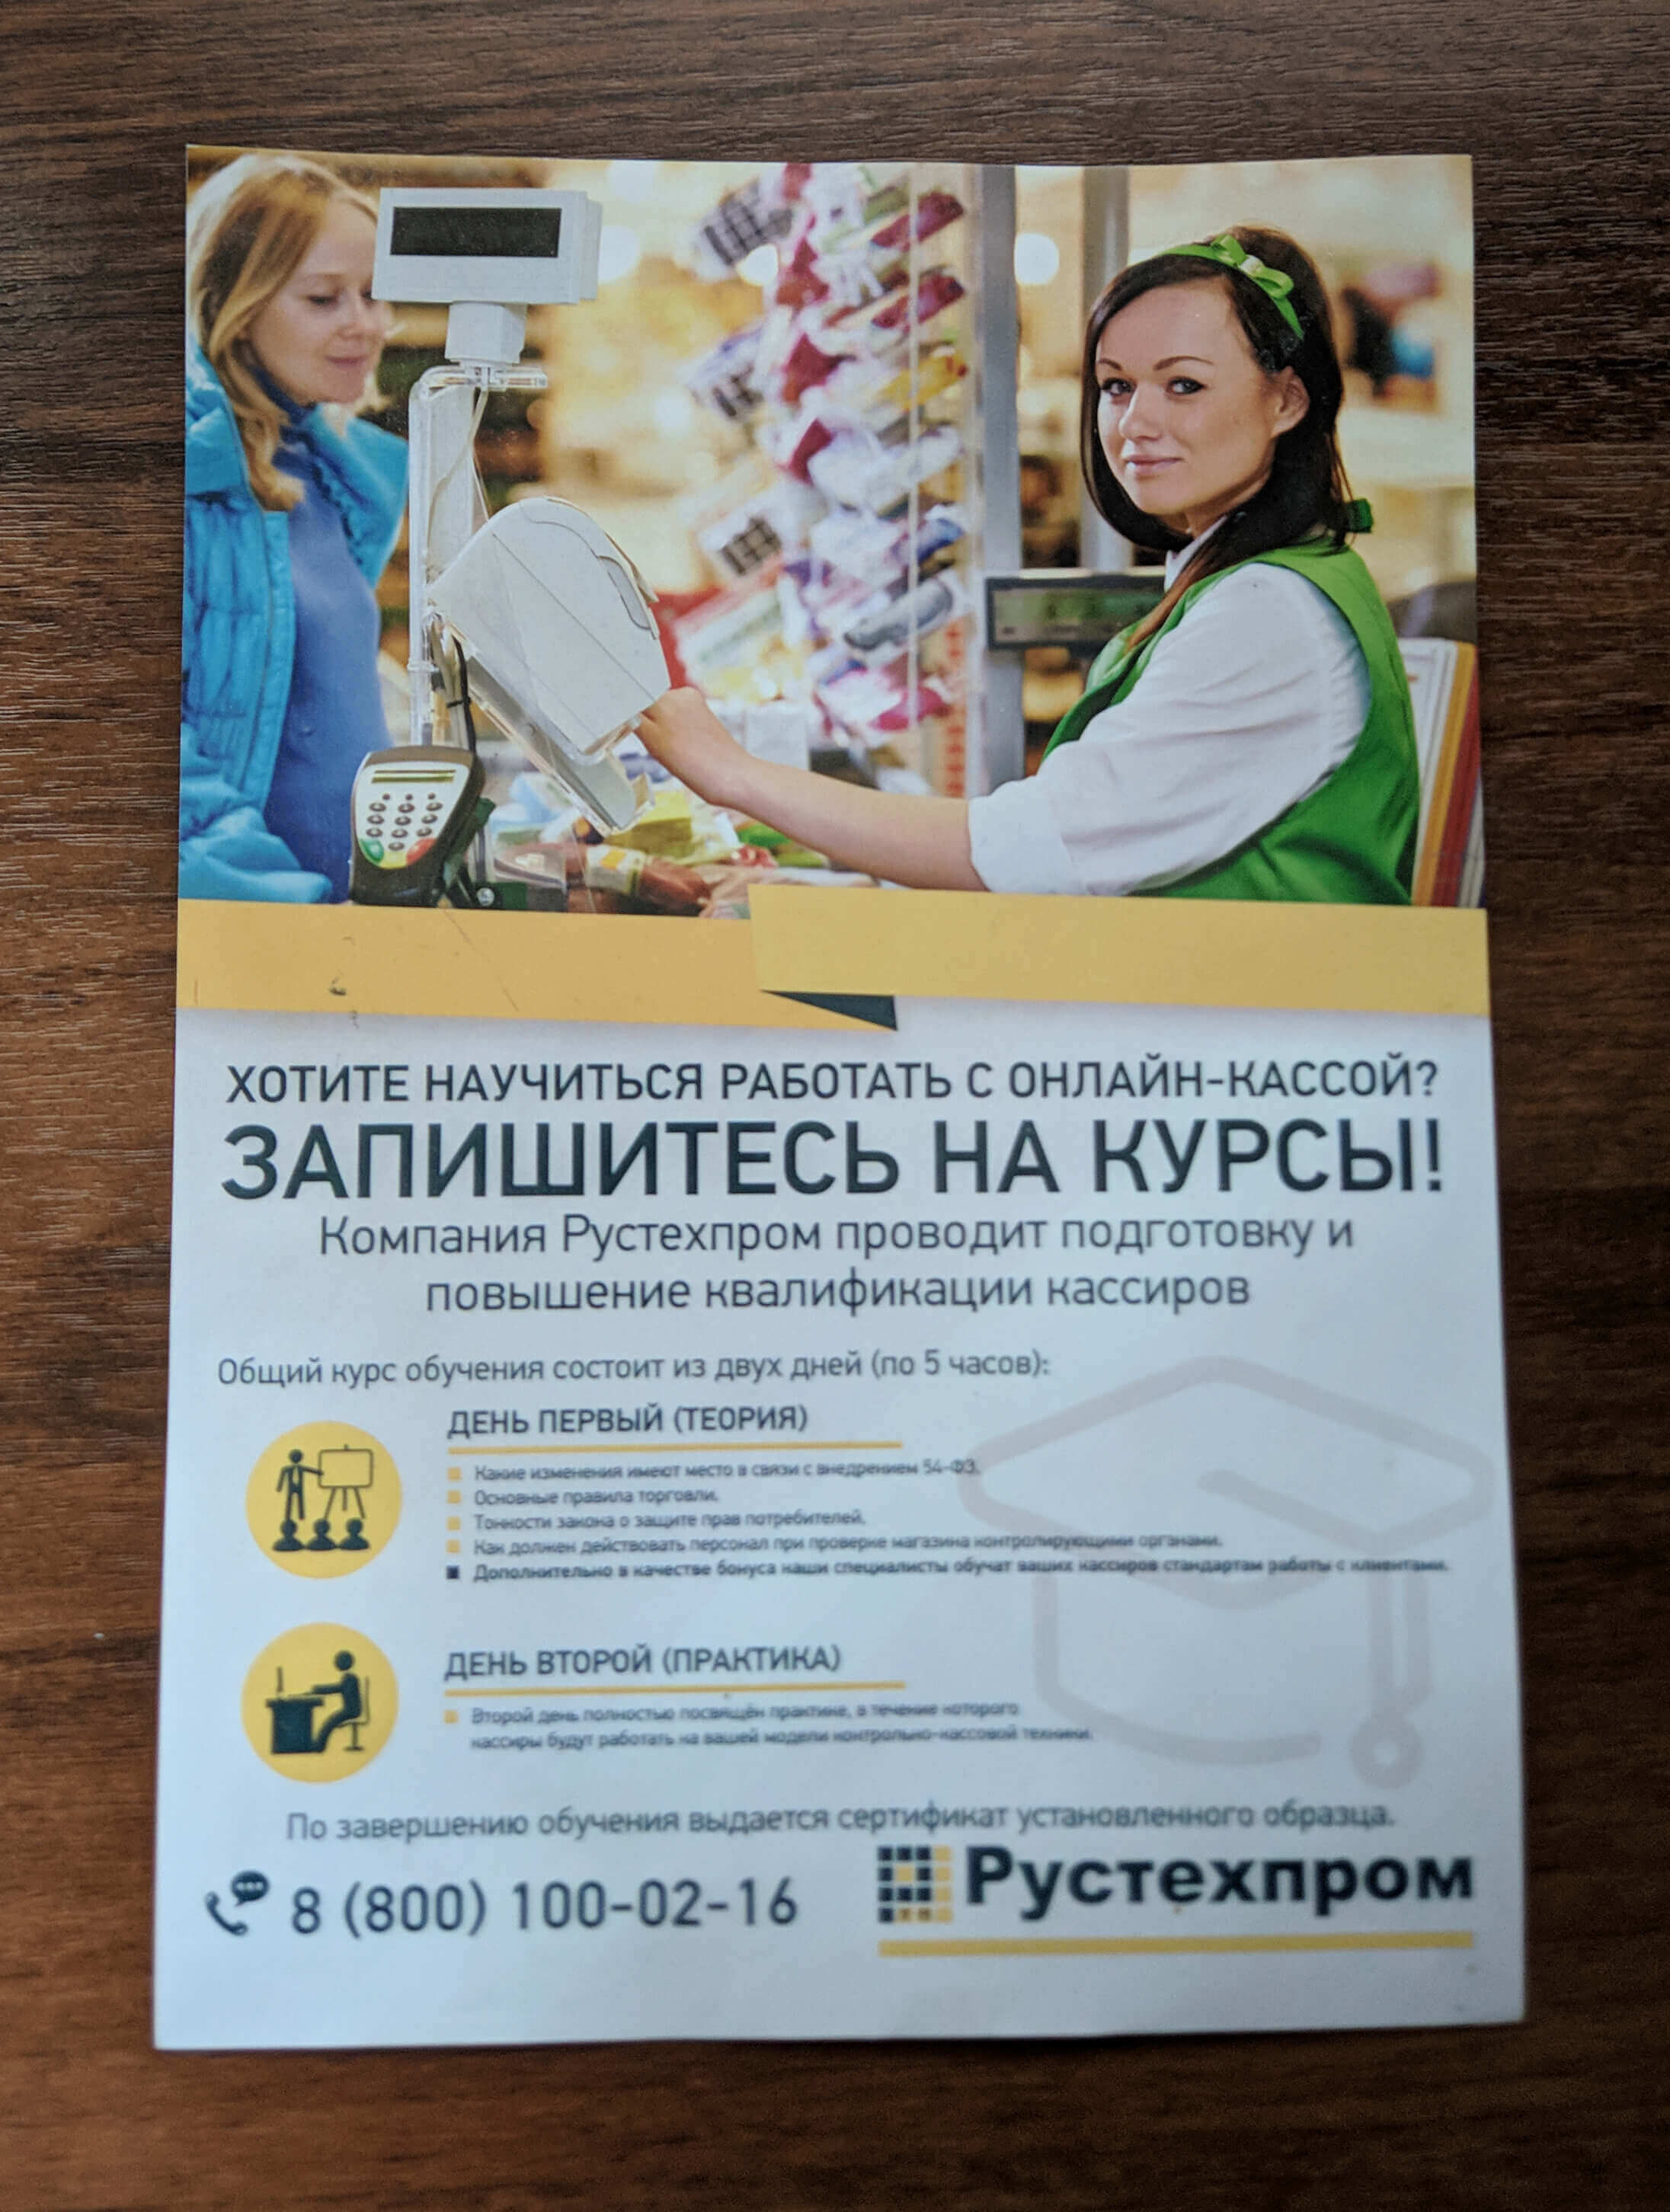 ХОТИТЕ НАУЧИТЬСЯ РАБОТАТЬ С ОНЛАЙН-КАССОЙ?
ЗАПИШИТЕСЬ НА КУРСЫ!
Компания Рустехпром проводит подготовку и
повышение квалификации кассиров
Общий курс обучения состоит из двух дней (по 5 часов):
ДЕНЬ ПЕРВЫЙ (ТЕОРИЯ)
Какие изменения имеют место в связи с внедрением 54-ФЗ.
Основные правила торговли.
Тонкости закона о защите прав потребителей.
Как должен действовать персонал при проверке магазина контролирующими органами.
Дополнительно в качестве бонуса наши специалисты обучат ваших кассиров стандартам работы с клиентами.
ДЕНЬ ВТОРОЙ (ПРАКТИКА)
Второй день полностью посвящён практике, в течение которого
кассиры будут работать на вашей модели контрольно-кассовой техники.
По завершению обучения выдается сертификат установленного образца.
8 (800) 100-02-16
Рустехпром